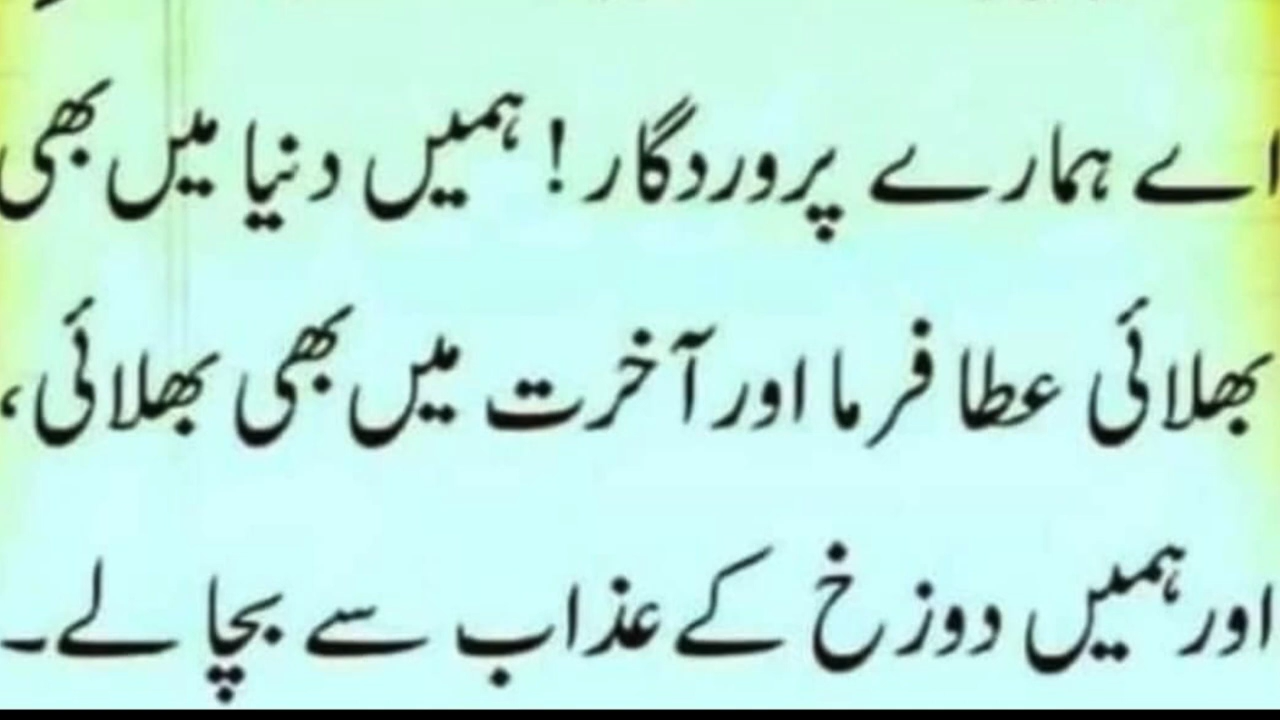 اے ہمارے پروردگار! ہمیں دنیا میں بھی
بھلائی عطا فرما اور آخرت میں بھی بھلائی،
اور ہمیں دوزخ کے عذاب سے بچا لے۔